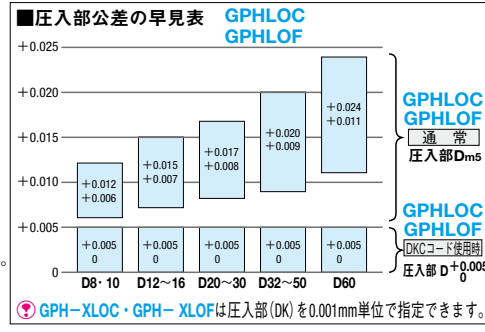 ■圧入部公差の早見表 GPHLOC
GPHLOF
+0.025
+0.020
+0.015
+0.010
+0.005
0
+0.012
+0.006
+0.015
+0.007
+0.017
+0.008
+0.020
+0.009
+0.024
+0.011
GPHLOC
GPHLOF
通常
圧入部Dm5
+0.005
0
+0.005
0
+0.005
0
+0.005
0
+0.005
0
GPHLOC
GPHLOF
DKCコード使用時
圧入部 D+0.005
0
D8・10 D12〜16 D20〜30 D32〜50 D60
。
GPH−XLOC・GPH− XLOFは圧入部(DK)を0.001mm単位で指定できます。